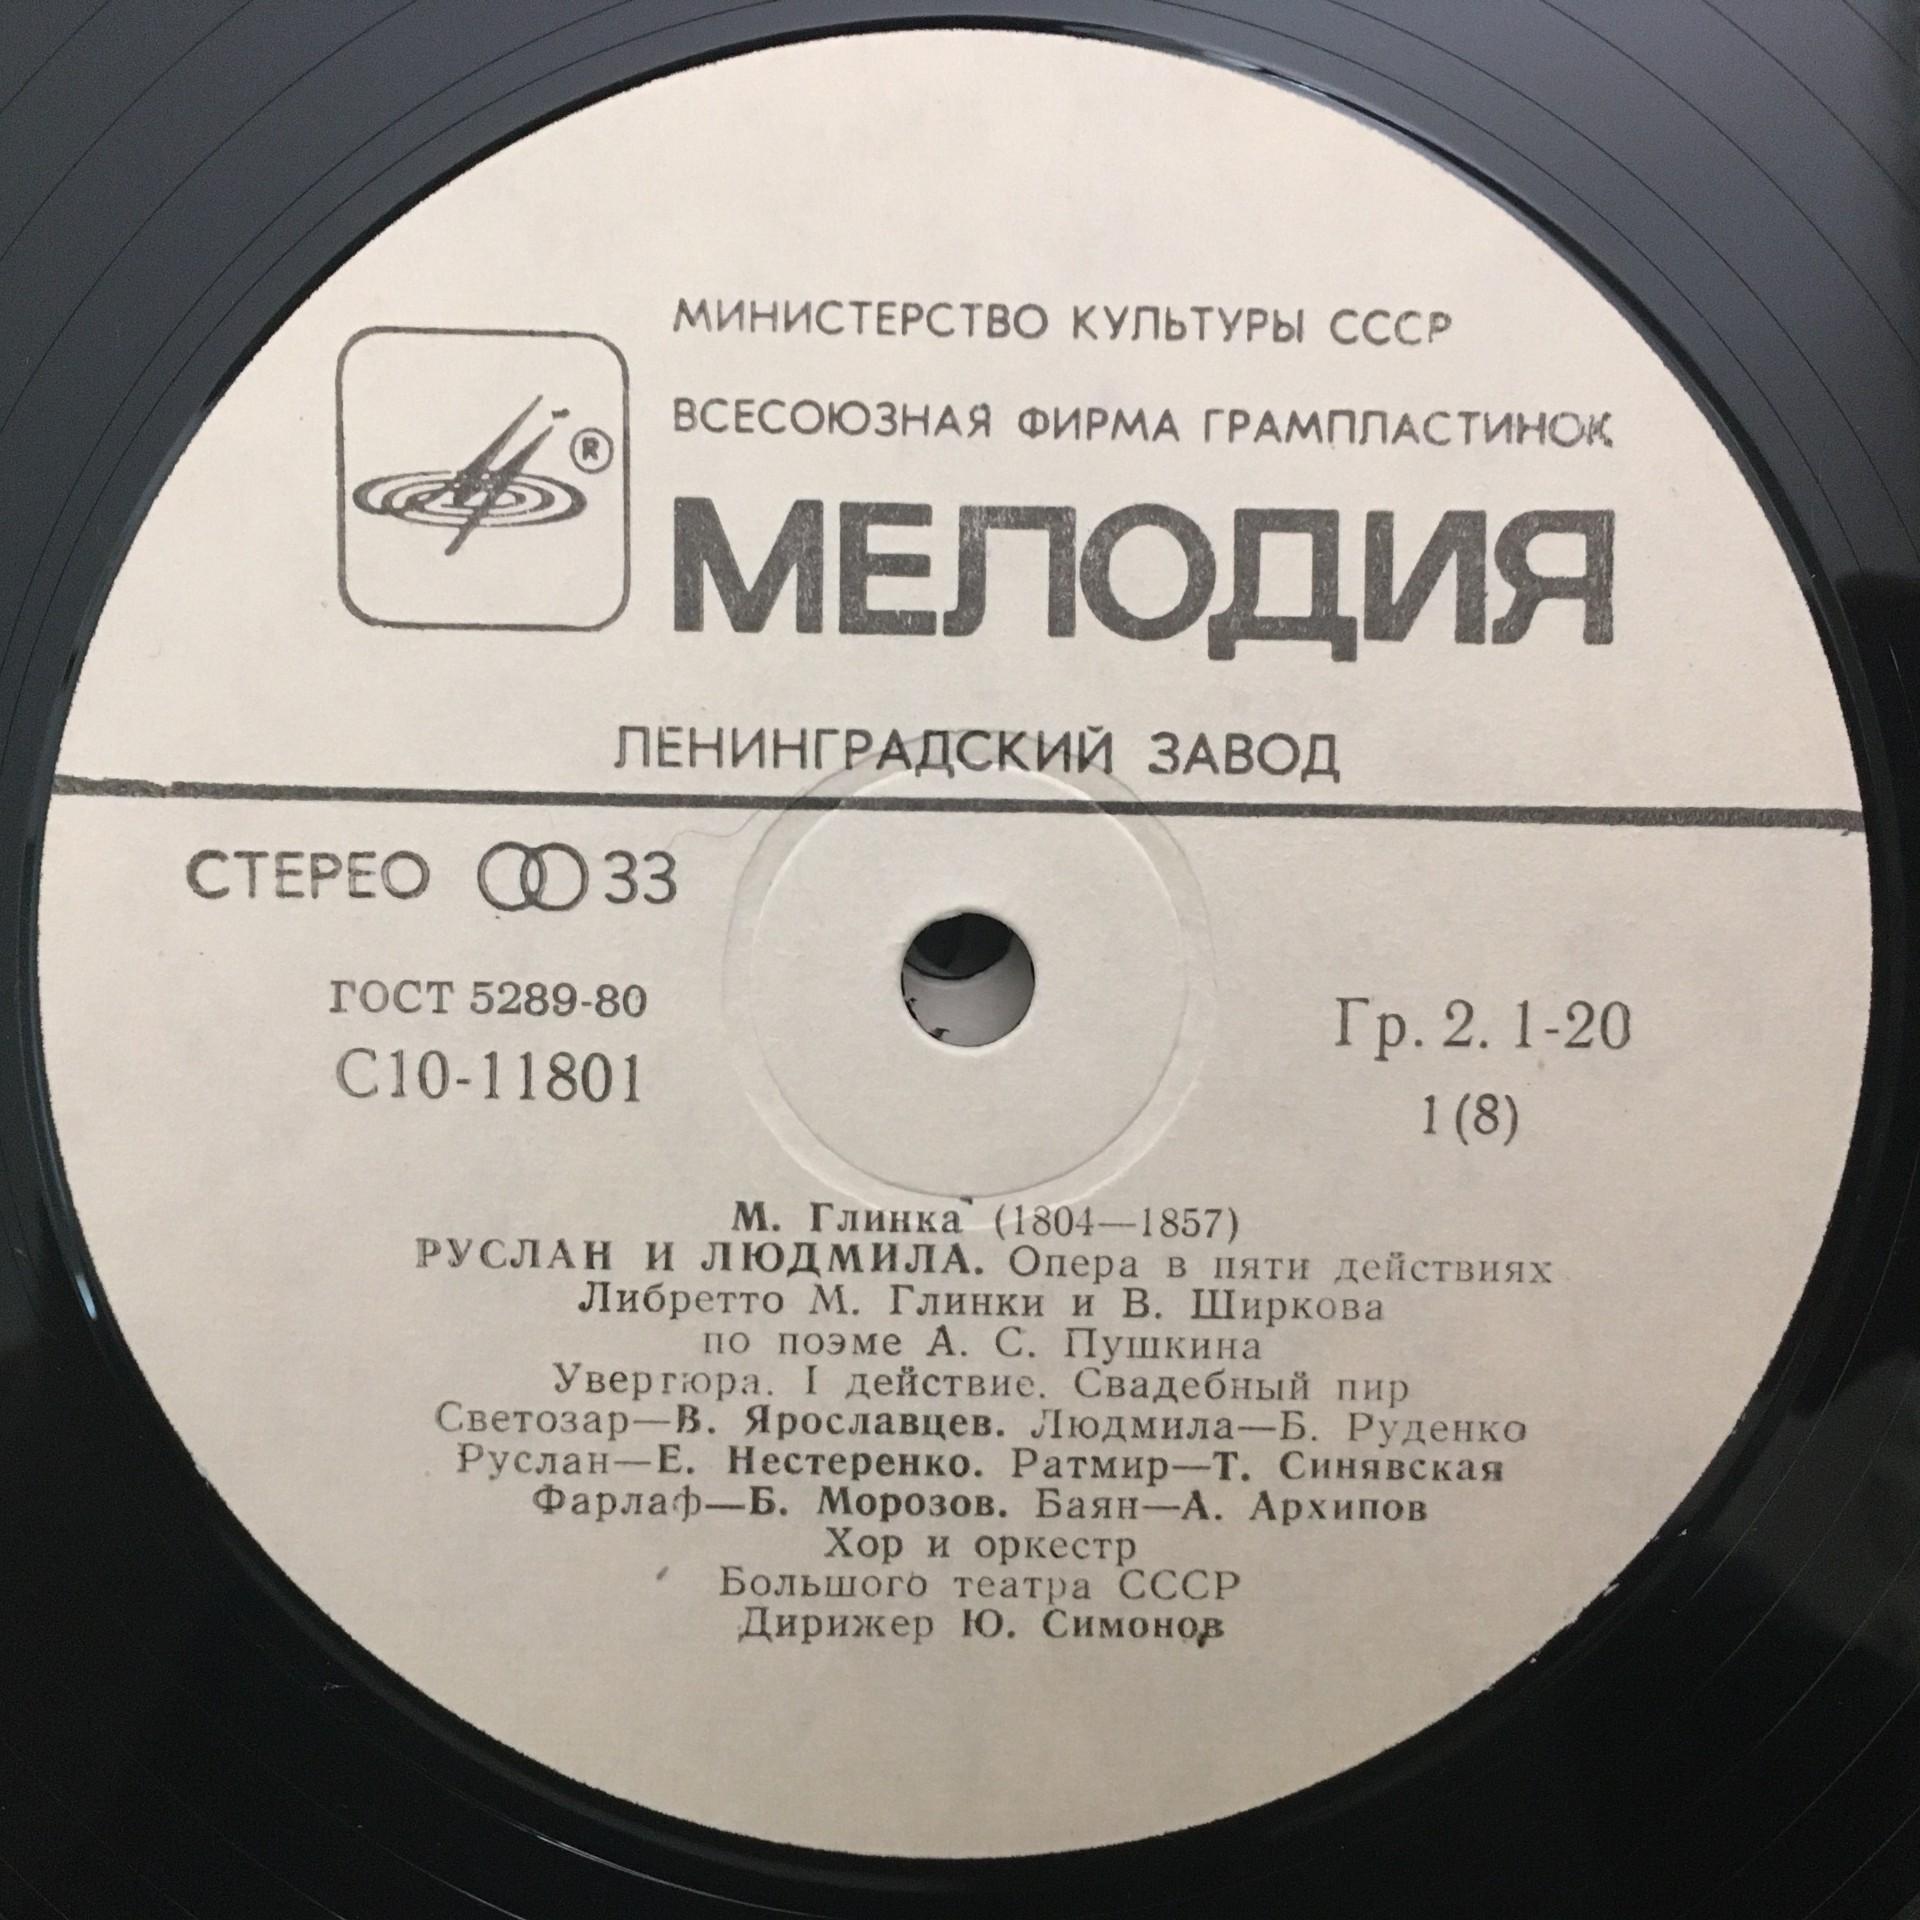 МИНИСТЕРСТВО КУЛЬТУРЫ СССР
ВСЕСОЮЗНАЯ ФИРМА ГРАМПЛАСТИНОК
®
МЕЛОДИЯ
ЛЕНИНГРАДСКИЙ ЗАВОД
СТЕРЕО 33
ГОСТ 5289-80
С10-11801
Гр. 2. 1-20
1(8)
М. Глинка (1804—1857)
РУСЛАН И ЛЮДМИЛА. Опера в пяти действиях
Либретто М. Глинки и В. Ширкова
по поэме А. С. Пушкина
Увертюра. I действие. Свадебный пир
Светозар—В. Ярославцев. Людмила—Б. Руденко
Руслан—Е. Нестеренко. Ратмир—Т. Синявская
Фарлаф—Б. Морозов. Баян—А. Архипов
Хор и оркестр
Большого театра СССР
Дирижер Ю. Симонов